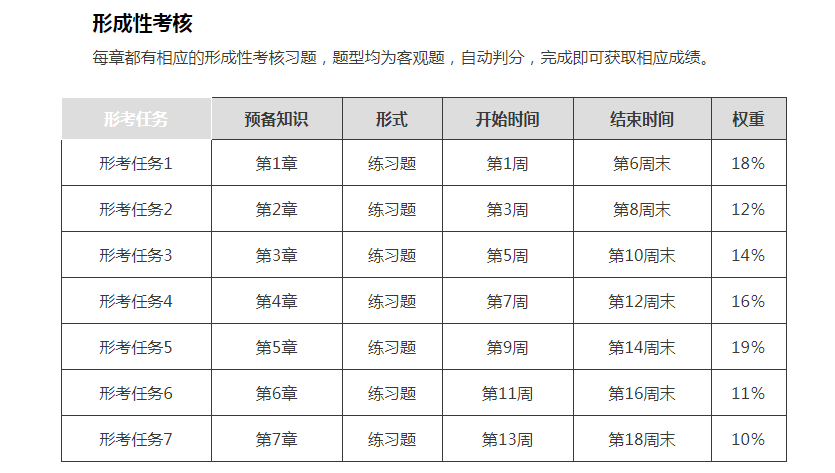 形成性考核
每章都有相应的形成性考核习题，题型均为客观题，自动判分，完成即可获取相应成绩。
形考任务 预备知识 形式 开始时间 结束时间 权重
形考任务1 第1章 练习题 第1周 第6周末 18%
形考任务2 第2章 练习题 第3周 第8周末 12%
形考任务3 第3章 练习题 第5周 第10周末 14%
形考任务4 第4章 练习题 第7周 第12周末 16%
形考任务5 第5章 练习题 第9周 第14周末 19%
形考任务6 第6章 练习题 第11周 第16周末 11%
形考任务7 第7章 练习题 第13周 第18周末 10%